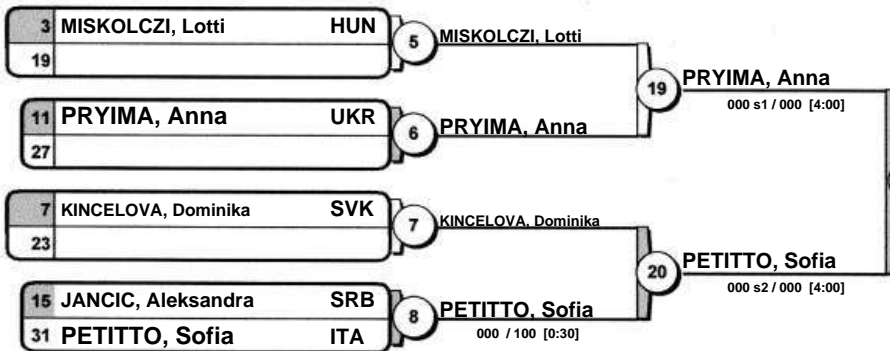 3 MISKOLCZI, Lotti HUN
19
5 MISKOLCZI, Lotti
11 PRYIMA, Anna UKR
27
6 PRYIMA, Anna
19 PRYIMA, Anna
000 s1 / 000 [4:00]
7 KINCELOVA, Dominika SVK
23
7 KINCELOVA, Dominika
15 JANCIC, Aleksandra SRB
31 PETITTO, Sofia ITA
8 PETITTO, Sofia
000 / 100 [0:30]
20 PETITTO, Sofia
000 s2 / 000 [4:00]